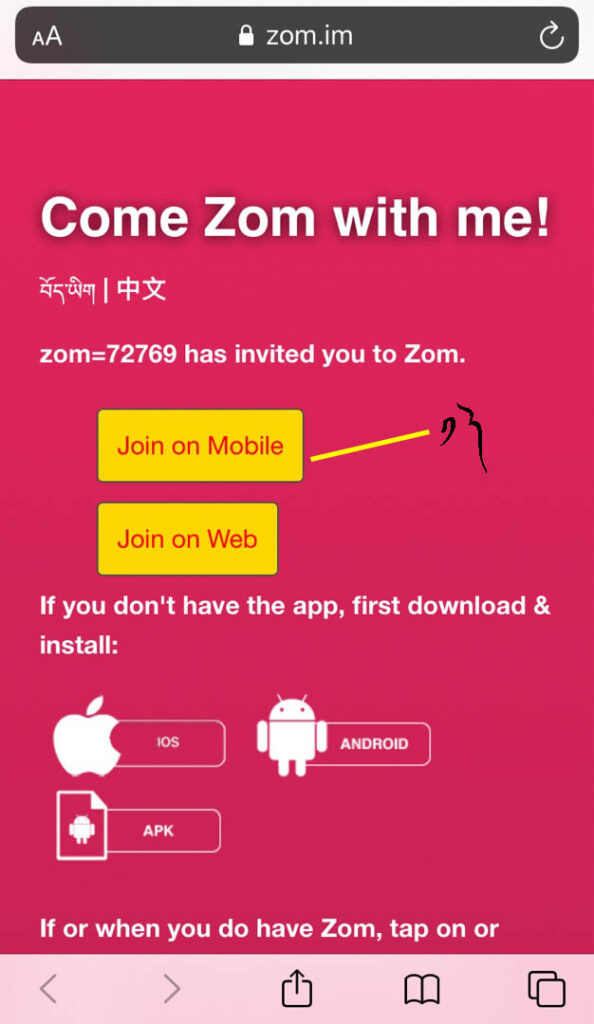 AA zom.im
Come Zom with me!
བོད་ཡིག | 中文
zom=72769 has invited you to Zom.
Join on Mobile
Join on Web
If you don't have the app, first download &
install:
IOS
ANDROID
APK
If or when you do have Zom, tap on or